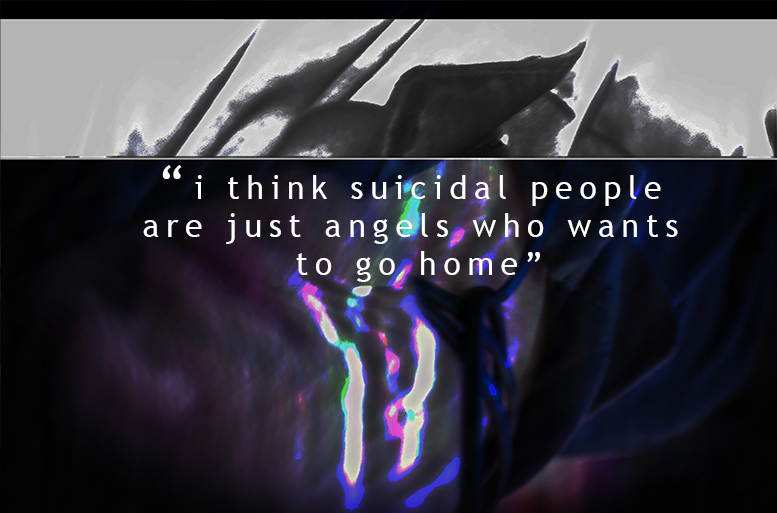 “ i think suicidal people
are just angels who wants
to go home”